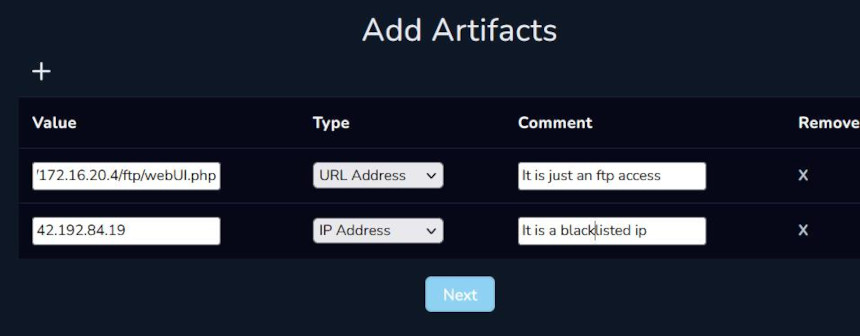 Add Artifacts
+
Value Type Comment Remove
'172.16.20.4/ftp/webUI.php URL Address It is just an ftp access X
42.192.84.19 IP Address It is a blacklisted ip X
Next